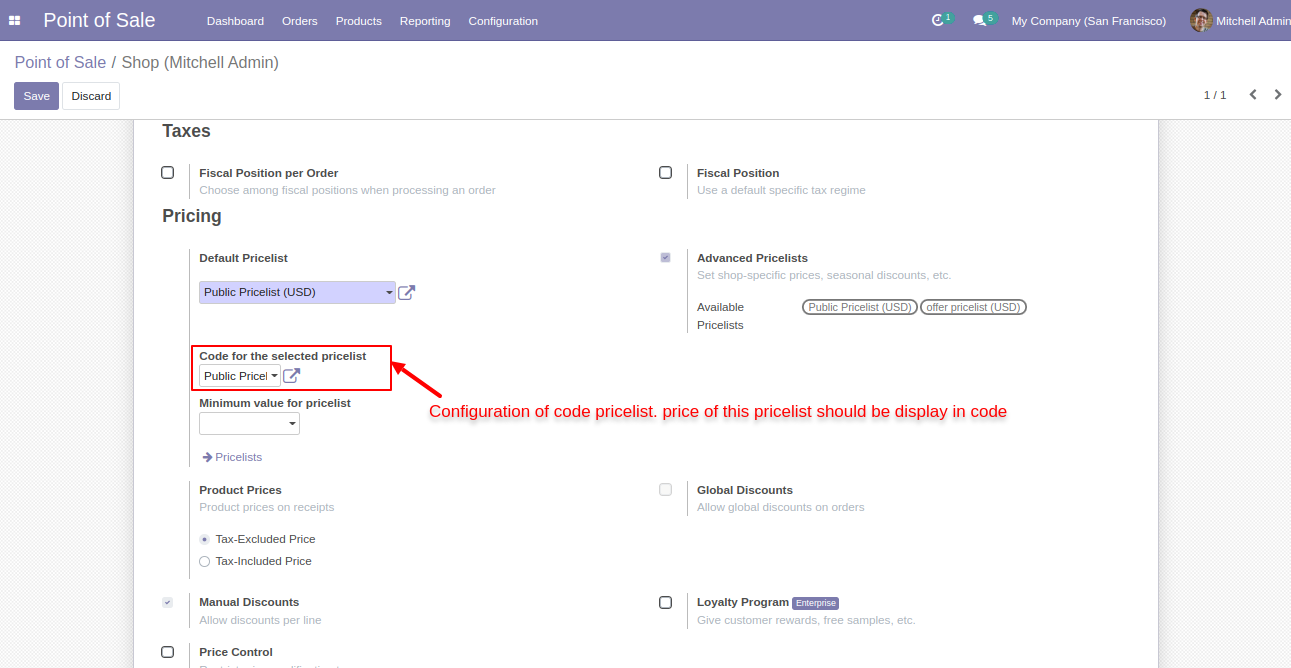 Point of Sale Dashboard Orders Products Reporting Configuration 1 5 My Company (San Francisco) Mitchell Admin
Point of Sale / Shop (Mitchell Admin)
Save Discard 1 / 1
Taxes
Fiscal Position per Order
Choose among fiscal positions when processing an order
Fiscal Position
Use a default specific tax regime
Pricing
Default Pricelist
Public Pricelist (USD)
Advanced Pricelists
Set shop-specific prices, seasonal discounts, etc.
Available Public Pricelist (USD) offer pricelist (USD)
Pricelists
Code for the selected pricelist
Public Pricel
Configuration of code pricelist. price of this pricelist should be display in code
Minimum value for pricelist
Pricelists
Product Prices
Product prices on receipts
Tax-Excluded Price
Tax-Included Price
Global Discounts
Allow global discounts on orders
Manual Discounts
Allow discounts per line
Loyalty Program Enterprise
Give customer rewards, free samples, etc.
Price Control